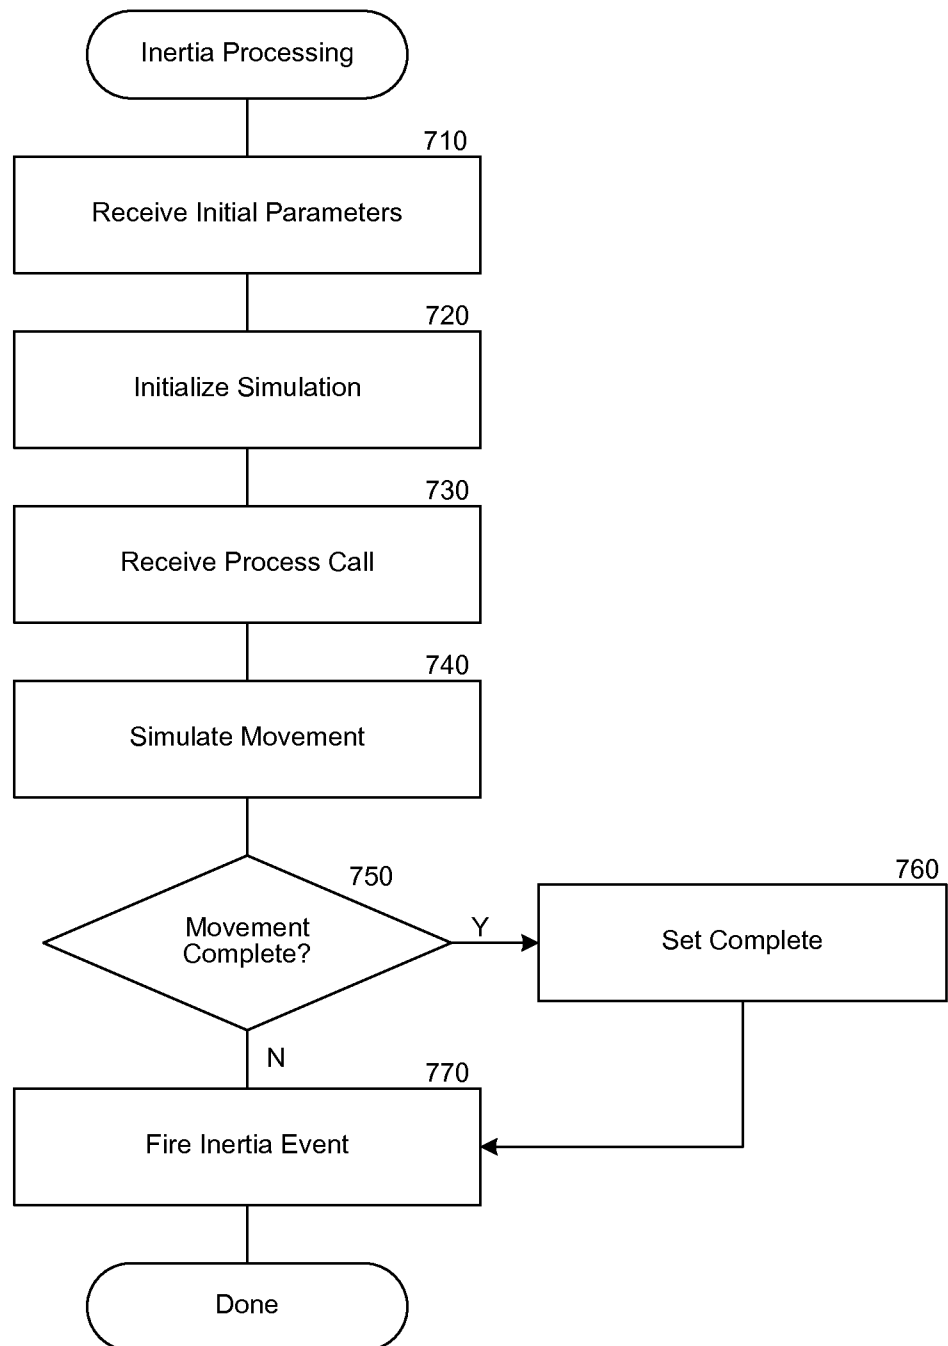 Inertia Processing
710
Receive Initial Parameters
720
Initialize Simulation
730
Receive Process Call
740
Simulate Movement
750
Movement
Complete?
Y
760
Set Complete
N
770
Fire Inertia Event
Done